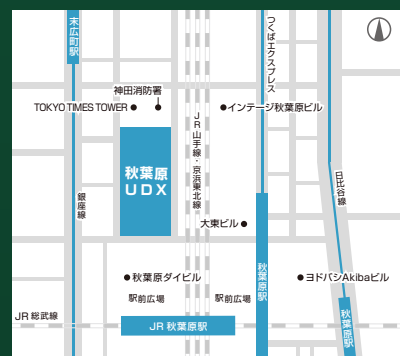 末広町駅
つくばエクスプレス
神田消防署
TOKYO TIMES TOWER
インテージ秋葉原ビル
JR山手線・京浜東北線
秋葉原
UDX
日比谷線
銀座線
大東ビル
秋葉原駅
秋葉原ダイビル
ヨドバシAkibaビル
駅前広場
駅前広場
JR 総武線
JR 秋葉原駅
秋葉原駅